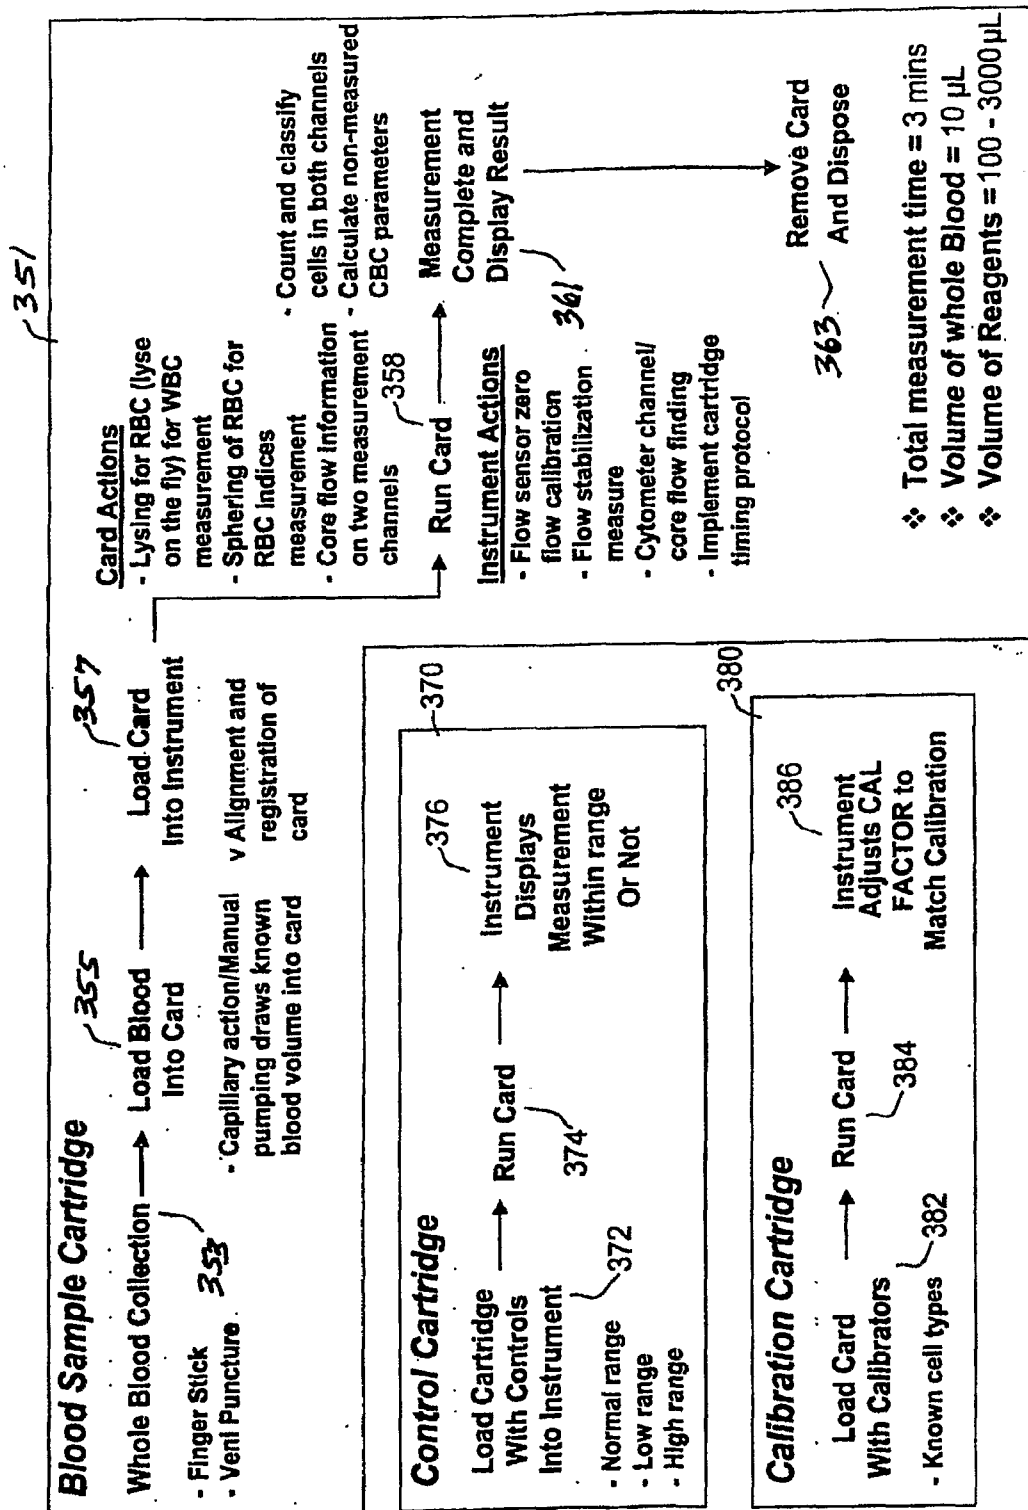 351
Blood Sample Cartridge
Whole Blood Collection
353
- Finger Stick
- Veni Puncture
355
Load Blood
Into Card
- Capillary action/Manual
pumping draws known
blood volume into card
357
Load Card
Into Instrument
v Alignment and
registration of
card
Card Actions
- Lysing for RBC (lyse
on the fly) for WBC
measurement
- Sphering of RBC for
RBC Indices
measurement
- Core flow information
on two measurement
channels
- Count and classify
cells in both channels
- Calculate non-measured
CBC parameters
358
Run Card
Measurement
Complete and
Display Result
361
Instrument Actions
- Flow sensor zero
flow calibration
- Flow stabilization
measure
- Cytometer channel/
core flow finding
- Implement cartridge
timing protocol
363
Remove Card
And Dispose
❖ Total measurement time = 3 mins
❖ Volume of whole Blood = 10 µL
❖ Volume of Reagents = 100 - 3000 µL
370
Control Cartridge
Load Cartridge
With Controls
Into Instrument
372
- Normal range
- Low range
- High range
Run Card
374
376
Instrument
Displays
Measurement
Within range
Or Not
380
Calibration Cartridge
Load Card
With Calibrators
382
- Known cell types
Run Card
384
386
Instrument
Adjusts CAL
FACTOR to
Match Calibration